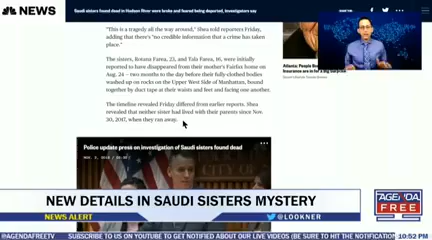 NEWS
Saudi sisters found dead in Hudson River were broke and feared being deported, investigators say
"This is a tragedy all the way around," Shea told reporters Friday,
adding that there's "no credible information that a crime has taken
place."
The sisters, Rotana Farea, 23, and Tala Farea, 16, were initially
reported to have disappeared from their mother's Fairfax home on
Aug. 24 – two months to the day before their fully-clothed bodies
washed up on rocks on the Upper West Side of Manhattan, bound
together by duct tape at their waists and feet and facing one another.
The timeline revealed Friday differed from earlier reports. Shea
revealed that neither sister had lived with their parents since Nov.
30, 2017, when they ran away.
Police update press on investigation of Saudi sisters found dead
NOV. 2, 2018 /
NEW DETAILS IN SAUDI SISTERS MYSTERY
NEWS ALERT
@LOOKNER
AGENDA
FREE
@AGENDAFREETV
SUBSCRIBE TO US ON YOUTUBE TO GET NOTIFIED ABOUT OUR LIVE VIDEOS (BE SURE TO HIT THE NOTIFICATION
10:52 PM